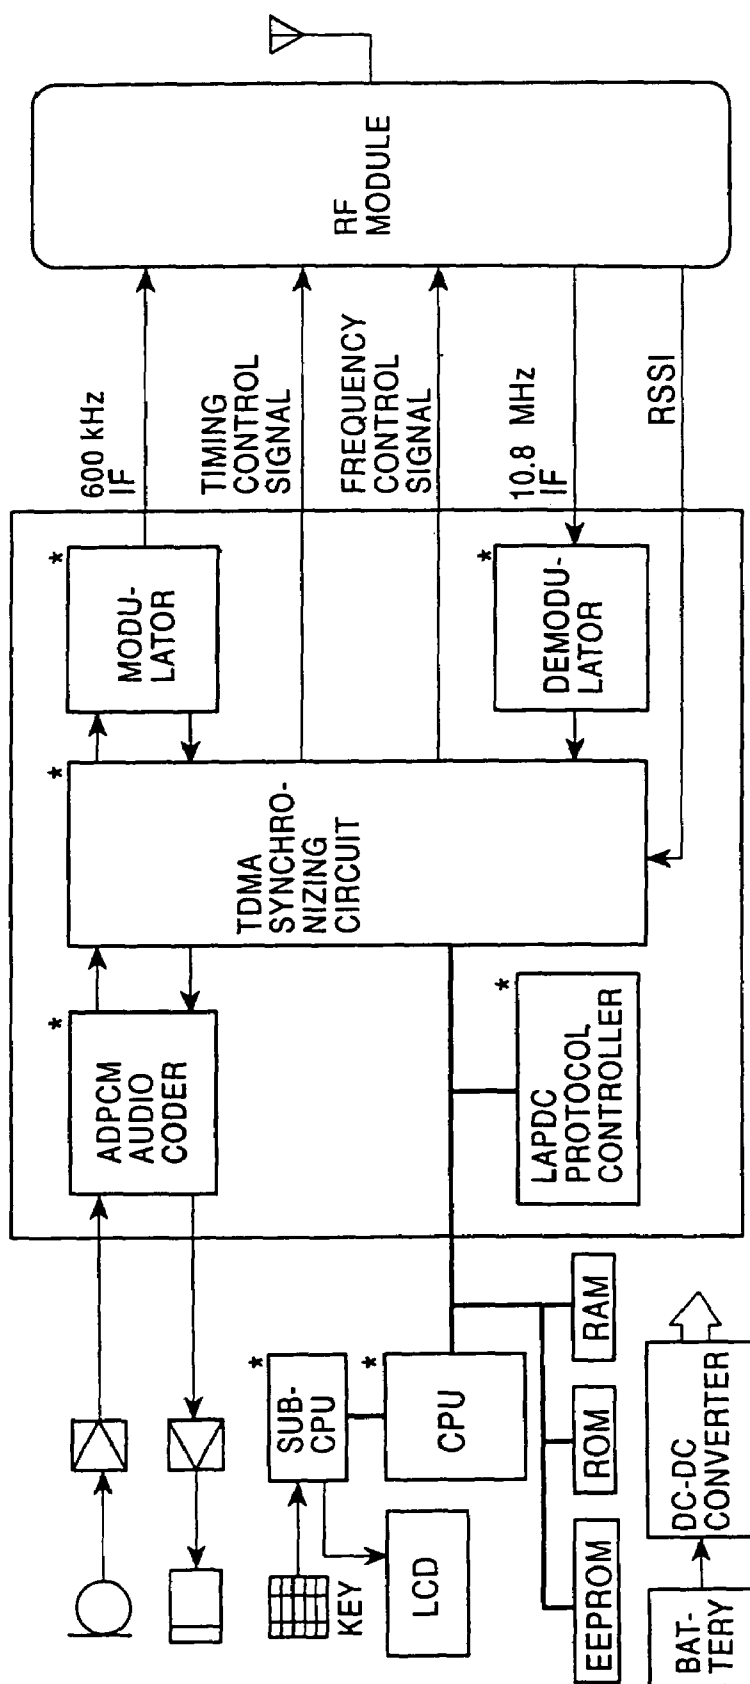 RF
MODULE
600 kHz
IF
TIMING
CONTROL
SIGNAL
FREQUENCY
CONTROL
SIGNAL
10.8 MHz
IF
RSSI
*
MODU-
LATOR
*
DEMODU-
LATOR
*
TDMA
SYNCHRO-
NIZING
CIRCUIT
*
ADPCM
AUDIO
CODER
*
LAPDC
PROTOCOL
CONTROLLER
*
SUB-
CPU
*
CPU
RAM
ROM
EEPROM
KEY
LCD
DC-DC
CONVERTER
BAT-
TERY